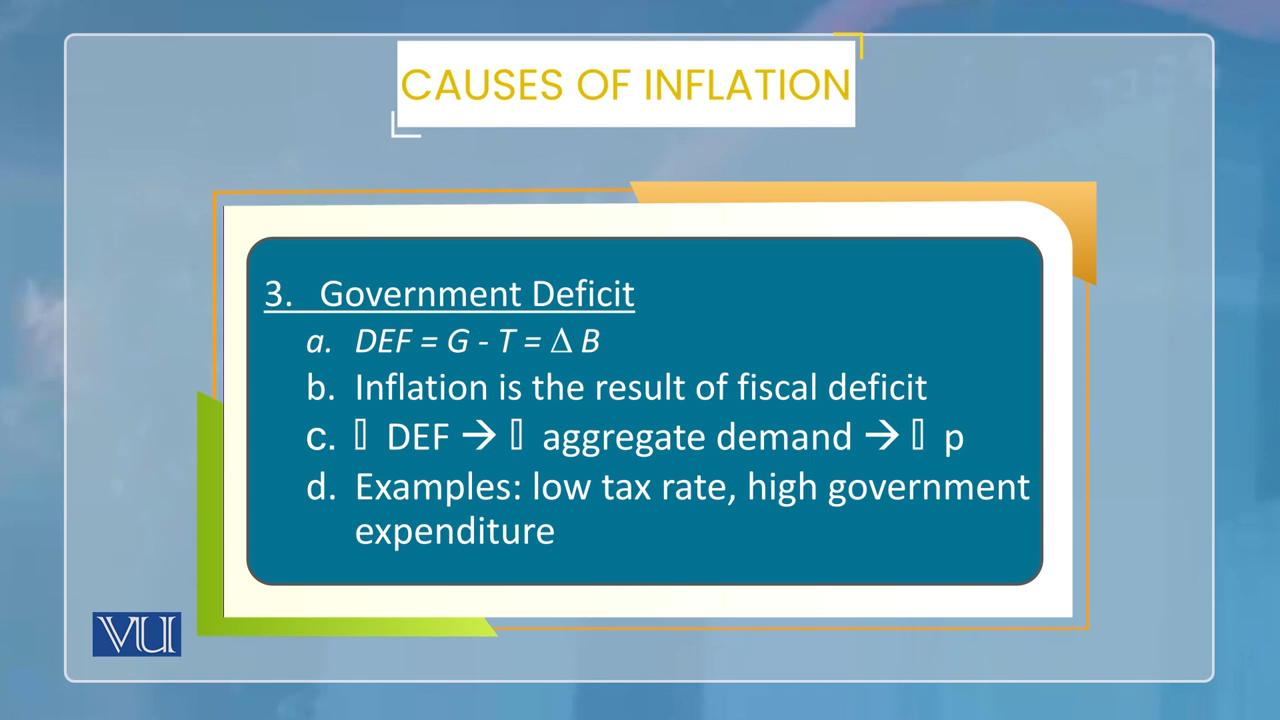 CAUSES OF INFLATION
3. Government Deficit
a. DEF = G - T = Δ B
b. Inflation is the result of fiscal deficit
c. ▯ DEF → ▯ aggregate demand → ▯ p
d. Examples: low tax rate, high government
expenditure
VU